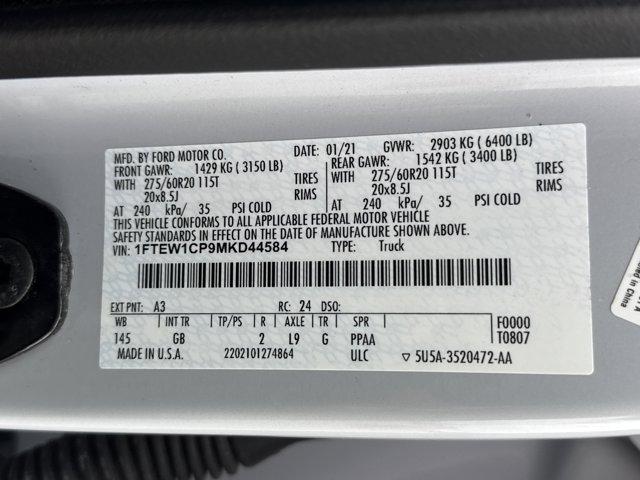 MFD. BY FORD MOTOR CO. DATE: 01/21 GVWR: 2903 KG ( 6400 LB)
FRONT GAWR: 1429 KG ( 3150 LB) REAR GAWR: 1542 KG ( 3400 LB)
WITH 275/60R20 115T TIRES WITH 275/60R20 115T TIRES
20x8.5J RIMS 20x8.5J RIMS
AT 240 kPa/ 35 PSI COLD AT 240 kPa/ 35 PSI COLD
THIS VEHICLE CONFORMS TO ALL APPLICABLE FEDERAL MOTOR VEHICLE
SAFETY STANDARDS IN EFFECT ON THE DATE OF MANUFACTURE SHOWN ABOVE.
VIN: 1FTEW1CP9MKD44584 TYPE: Truck
EXT PNT: A3 RC: 24 DSO:
WB INT TR TP/PS R AXLE TR SPR F0000
145 GB 2 L9 G PPAA T0807
MADE IN U.S.A. 2202101274864 ULC 5U5A-3520472-AA
in China